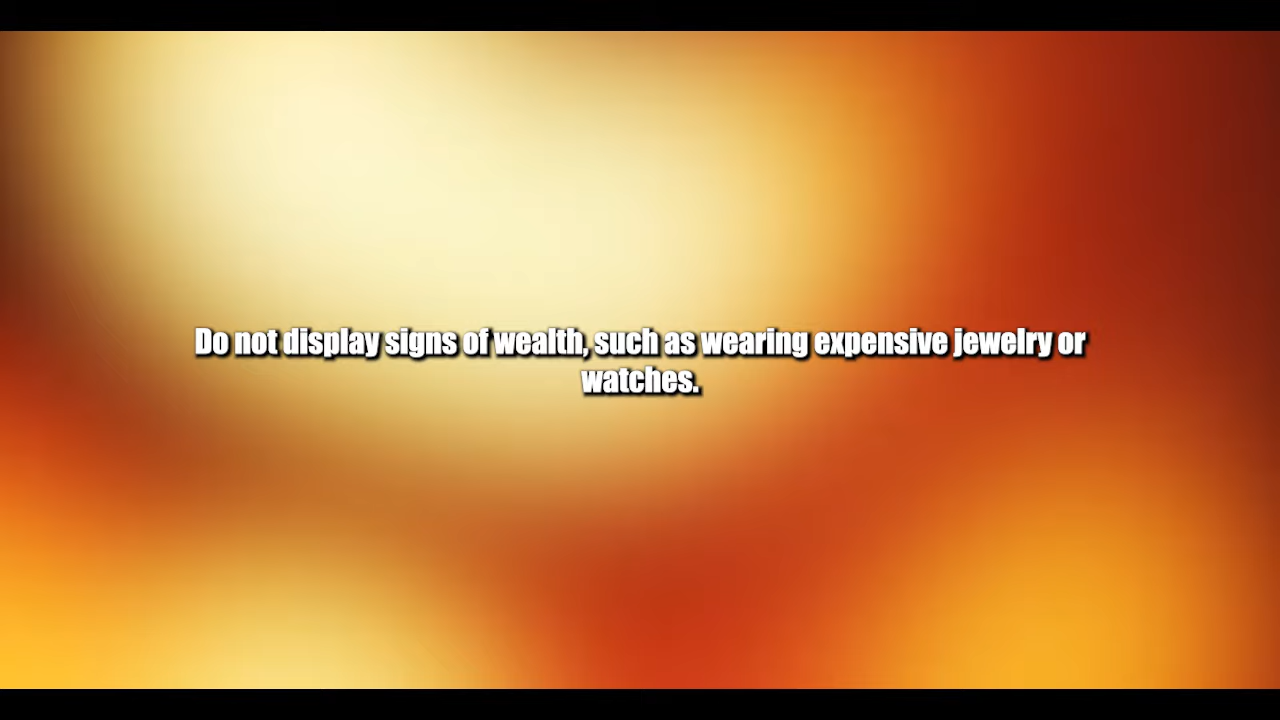 Do not display signs of wealth, such as wearing expensive jewelry or
watches.